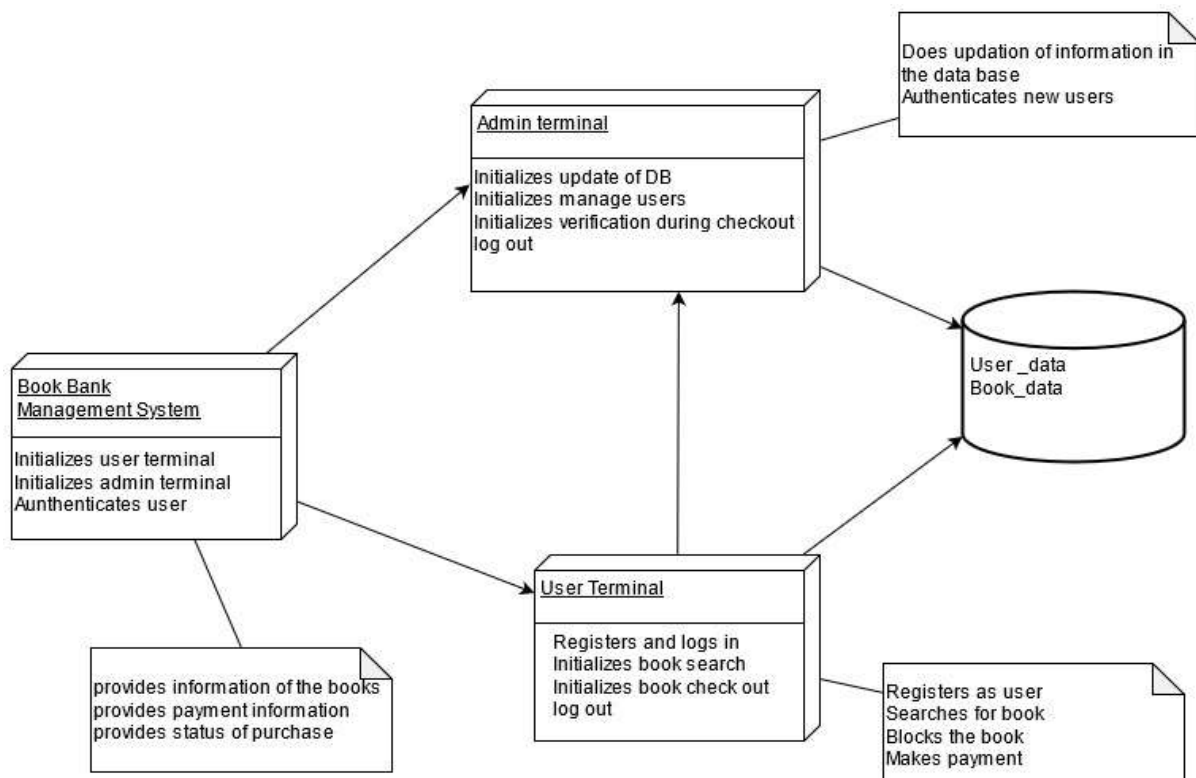 Does updation of information in
the data base
Authenticates new users
Admin terminal
Initializes update of DB
Initializes manage users
Initializes verification during checkout
log out
User _data
Book_data
Book Bank
Management System
Initializes user terminal
Initializes admin terminal
Aunthenticates user
User Terminal
Registers and logs in
Initializes book search
Initializes book check out
log out
provides information of the books
provides payment information
provides status of purchase
Registers as user
Searches for book
Blocks the book
Makes payment